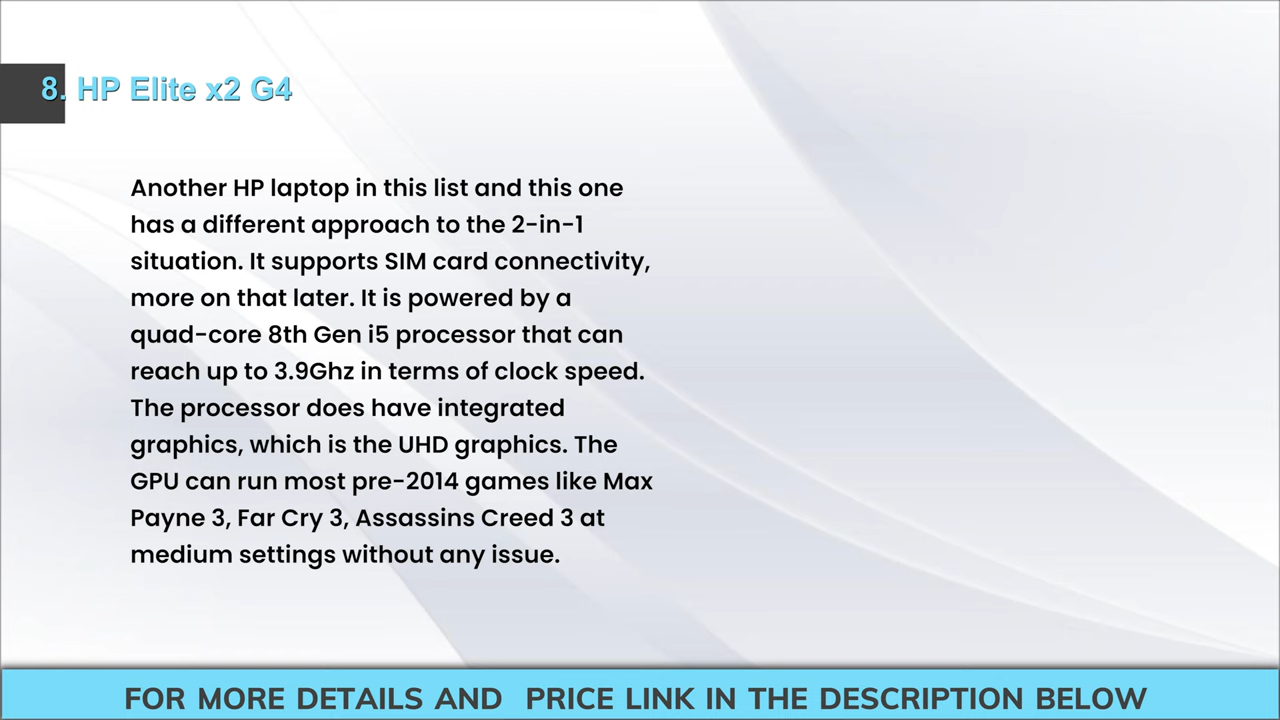 8. HP Elite x2 G4
Another HP laptop in this list and this one
has a different approach to the 2-in-1
situation. It supports SIM card connectivity,
more on that later. It is powered by a
quad-core 8th Gen i5 processor that can
reach up to 3.9Ghz in terms of clock speed.
The processor does have integrated
graphics, which is the UHD graphics. The
GPU can run most pre-2014 games like Max
Payne 3, Far Cry 3, Assassins Creed 3 at
medium settings without any issue.
FOR MORE DETAILS AND PRICE LINK IN THE DESCRIPTION BELOW